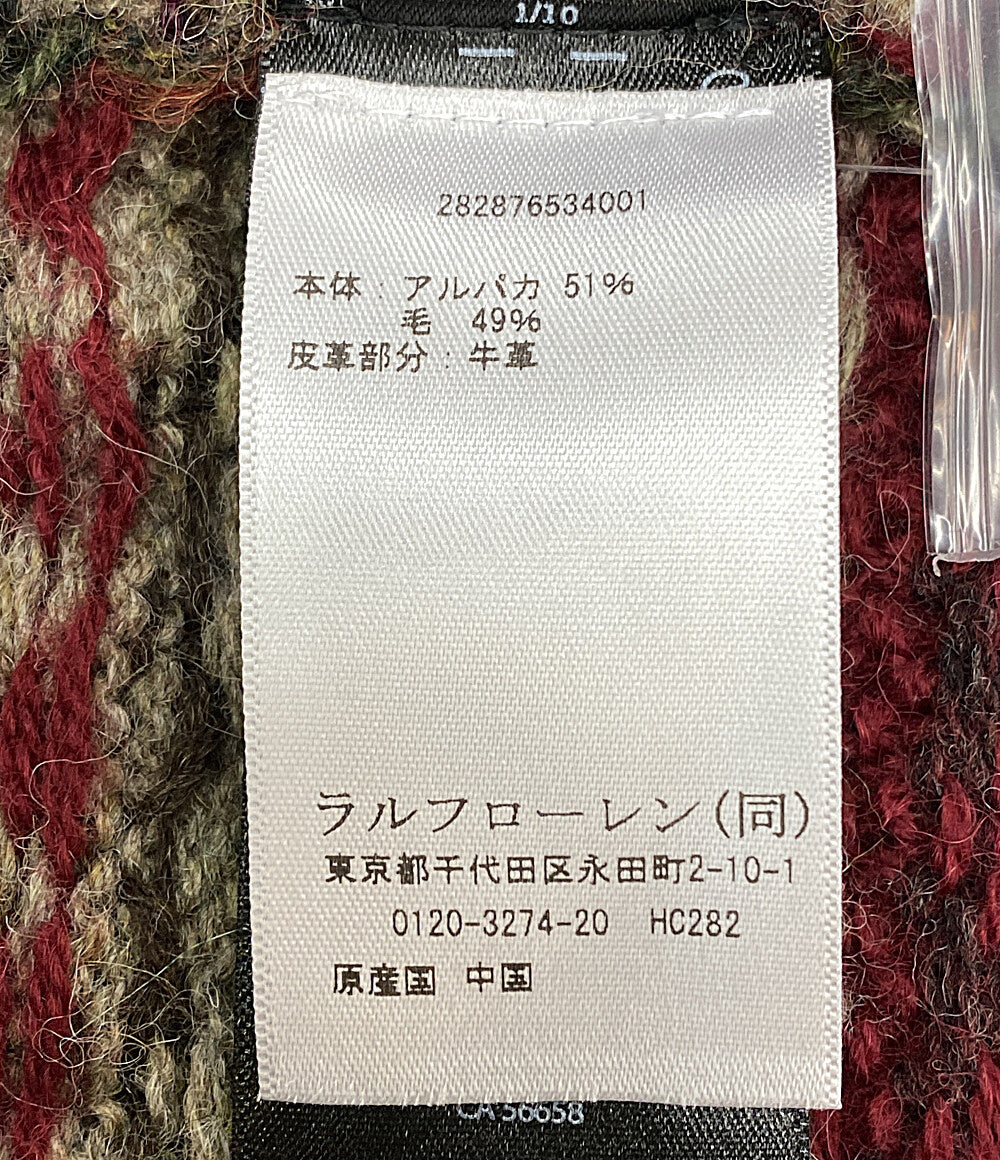 1/10
282876534001
本体：アルパカ 51%
毛 49%
皮革部分：牛革
ラルフローレン(同)
東京都千代田区永田町2-10-1
0120-3274-20 HC282
原産国 中国
CA 56658